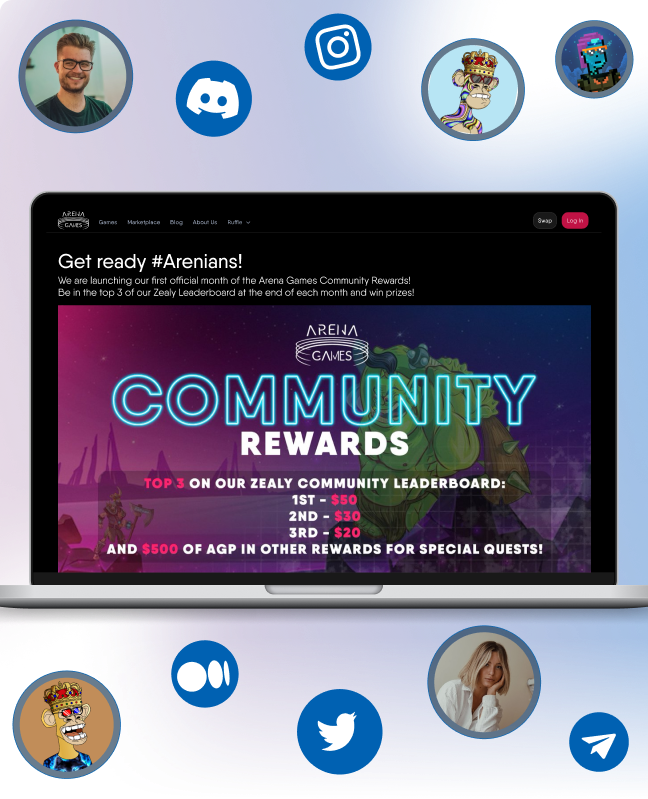 ARENA
GAMES
Games Marketplace Blog About Us Ruffle Swap Log In
Get ready #Arenians!
We are launching our first official month of the Arena Games Community Rewards!
Be in the top 3 of our Zealy Leaderboard at the end of each month and win prizes!
ARENA
GAMES
COMMUNITY
REWARDS
TOP 3 ON OUR ZEALY COMMUNITY LEADERBOARD:
1ST - $50
2ND - $30
3RD - $20
AND $500 OF AGP IN OTHER REWARDS FOR SPECIAL QUESTS!